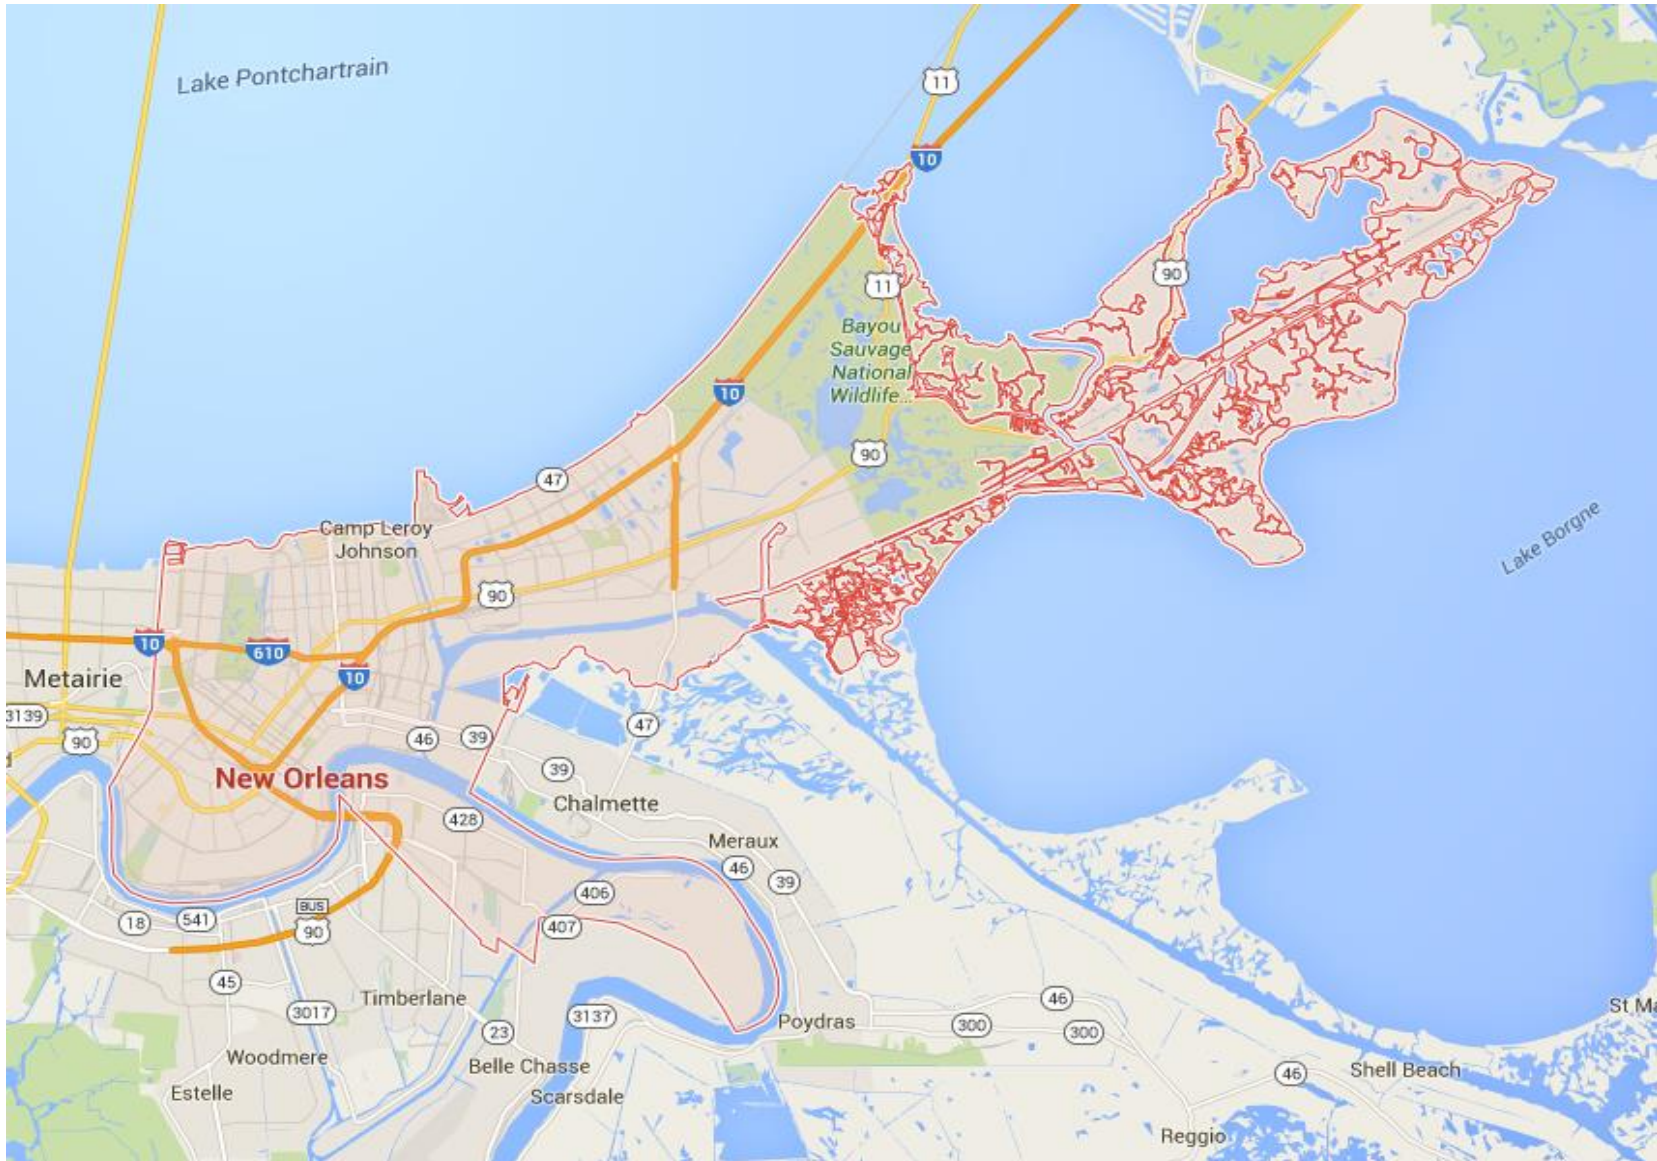 Lake Pontchartrain
11
10
90
11
Bayou
Sauvage
National
Wildlife...
10
90
47
Camp Leroy
Johnson
Lake Borgne
90
10
610
10
Metairie
3139
90
46
39
47
New Orleans
39
Chalmette
428
Meraux
46
39
406
18
541
BUS
90
407
45
3017
Timberlane
23
3137
Poydras
46
300
300
St Ma
Woodmere
Belle Chasse
Estelle
Scarsdale
46
Shell Beach
Reggio